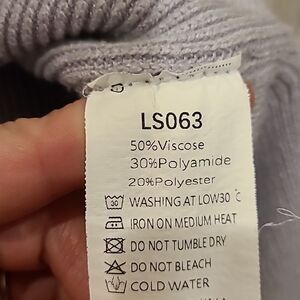 LS063
50%Viscose
30%Polyamide
20%Polyester
30 WASHING AT LOW30 ℃
IRON ON MEDIUM HEAT
DO NOT TUMBLE DRY
DO NOT BLEACH
COLD WATER